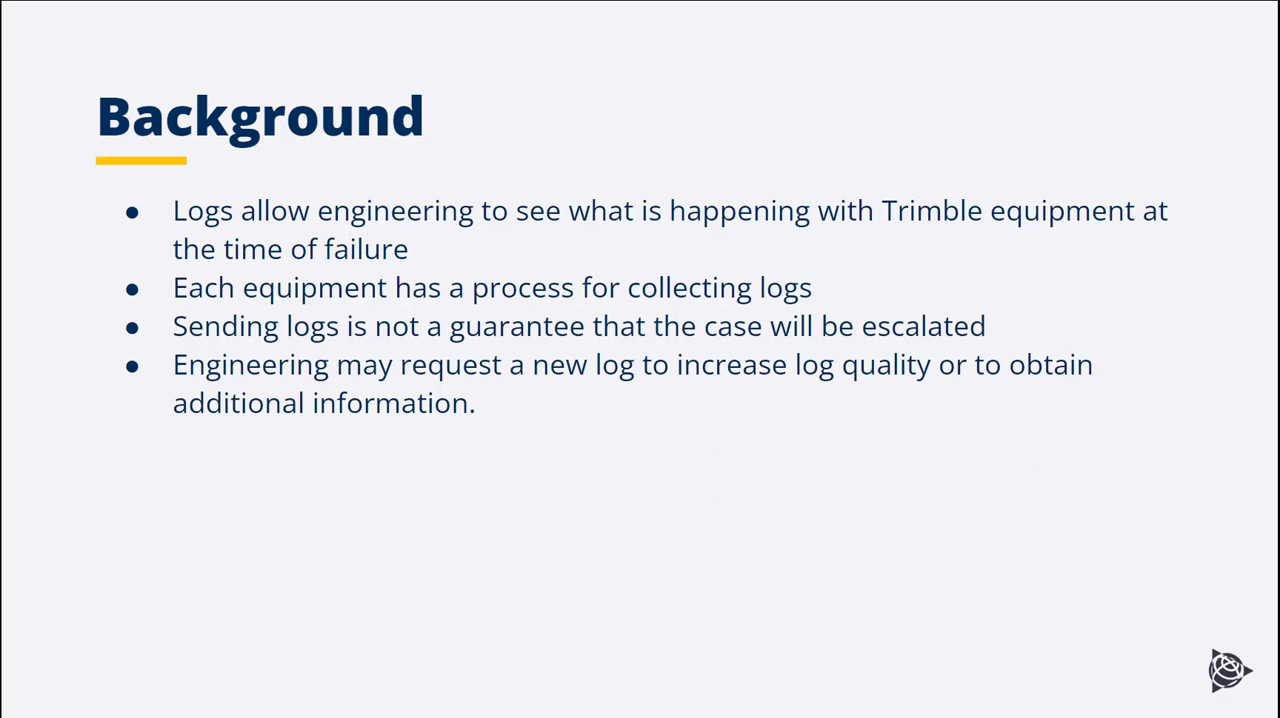 Background
● Logs allow engineering to see what is happening with Trimble equipment at
the time of failure
● Each equipment has a process for collecting logs
● Sending logs is not a guarantee that the case will be escalated
● Engineering may request a new log to increase log quality or to obtain
additional information.